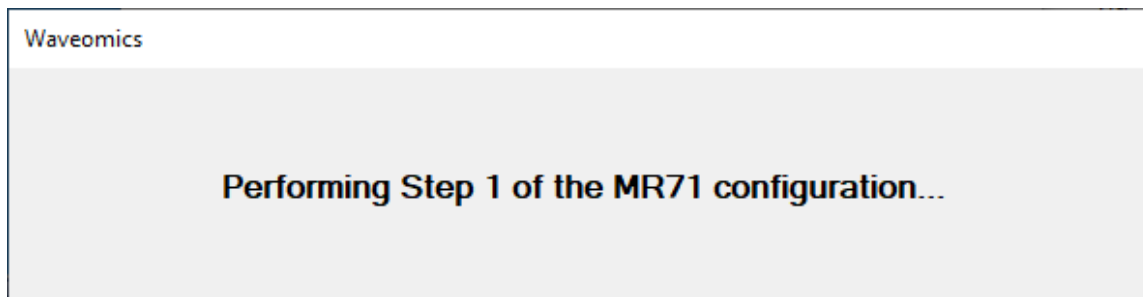 Waveomics
Performing Step 1 of the MR71 configuration...